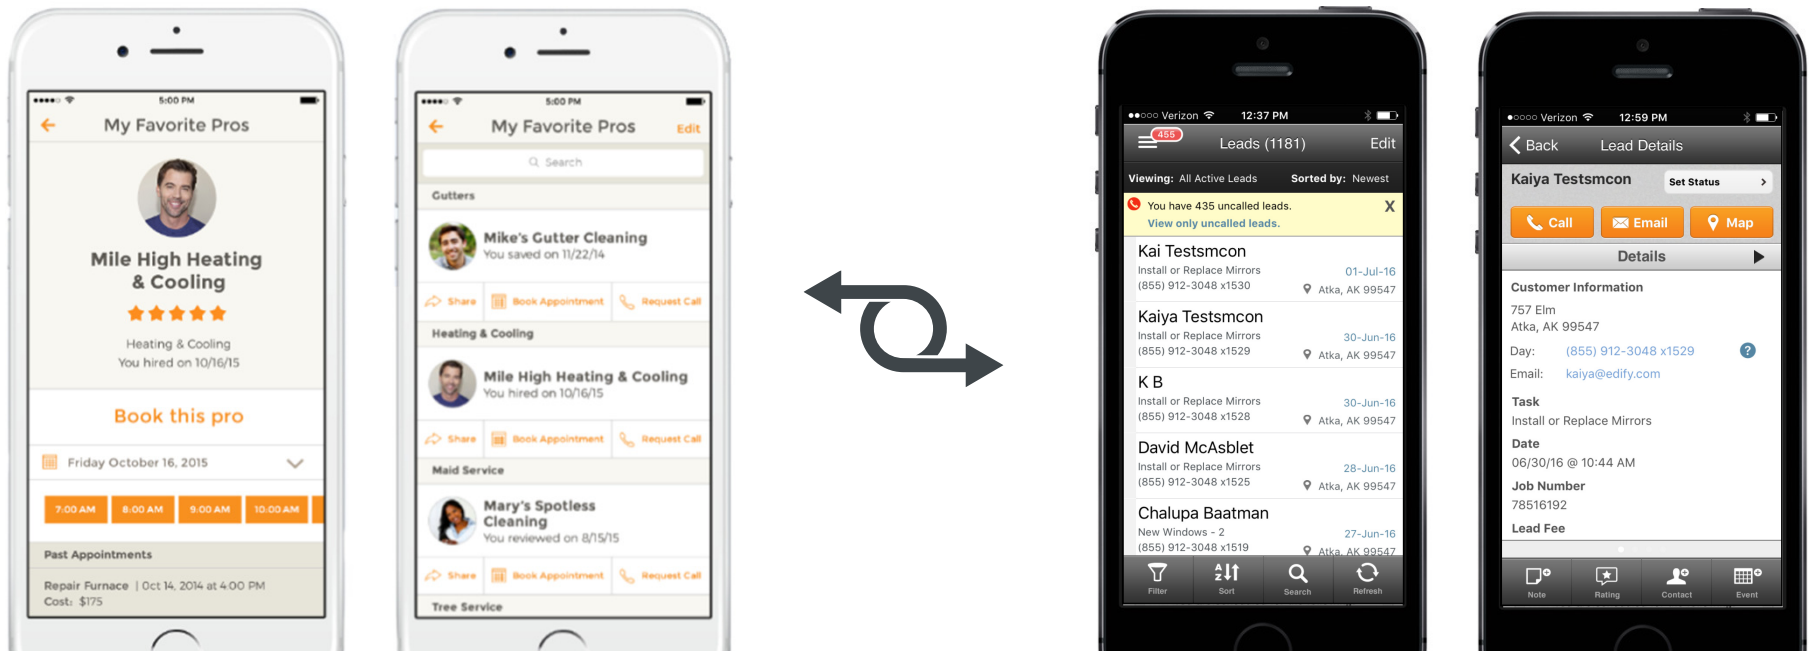 5:00 PM
My Favorite Pros
Mile High Heating
& Cooling
Heating & Cooling
You hired on 10/16/15
Book this pro
Friday October 16, 2015
7:00 AM 8:00 AM 9:00 AM 10:00 AM
Past Appointments
Repair Furnace | Oct 14, 2014 at 4:00 PM
Cost: $175
5:00 PM
My Favorite Pros Edit
Search
Gutters
Mike's Gutter Cleaning
You saved on 11/22/14
Share Book Appointment Request Call
Heating & Cooling
Mile High Heating & Cooling
You hired on 10/16/15
Share Book Appointment Request Call
Maid Service
Mary's Spotless
Cleaning
You reviewed on 8/15/15
Share Book Appointment Request Call
Tree Service
Verizon 12:37 PM
455
Leads (1181) Edit
Viewing: All Active Leads Sorted by: Newest
You have 435 uncalled leads. X
View only uncalled leads.
Kai Testsmcon
Install or Replace Mirrors 01-Jul-16
(855) 912-3048 x1530 Atka, AK 99547
Kaiya Testsmcon
Install or Replace Mirrors 30-Jun-16
(855) 912-3048 x1529 Atka, AK 99547
K B
Install or Replace Mirrors 30-Jun-16
(855) 912-3048 x1528 Atka, AK 99547
David McAsblet
Install or Replace Mirrors 28-Jun-16
(855) 912-3048 x1525 Atka, AK 99547
Chalupa Baatman
New Windows - 2 27-Jun-16
(855) 912-3048 x1519 Atka, AK 99547
A
Z
Filter Sort Search Refresh
Verizon 12:59 PM
Back Lead Details
Kaiya Testsmcon Set Status >
Call Email Map
Details
Customer Information
757 Elm
Atka, AK 99547
Day: (855) 912-3048 x1529 ?
Email: kaiya@edify.com
Task
Install or Replace Mirrors
Date
06/30/16 @ 10:44 AM
Job Number
78516192
Lead Fee
Note Rating Contact Event